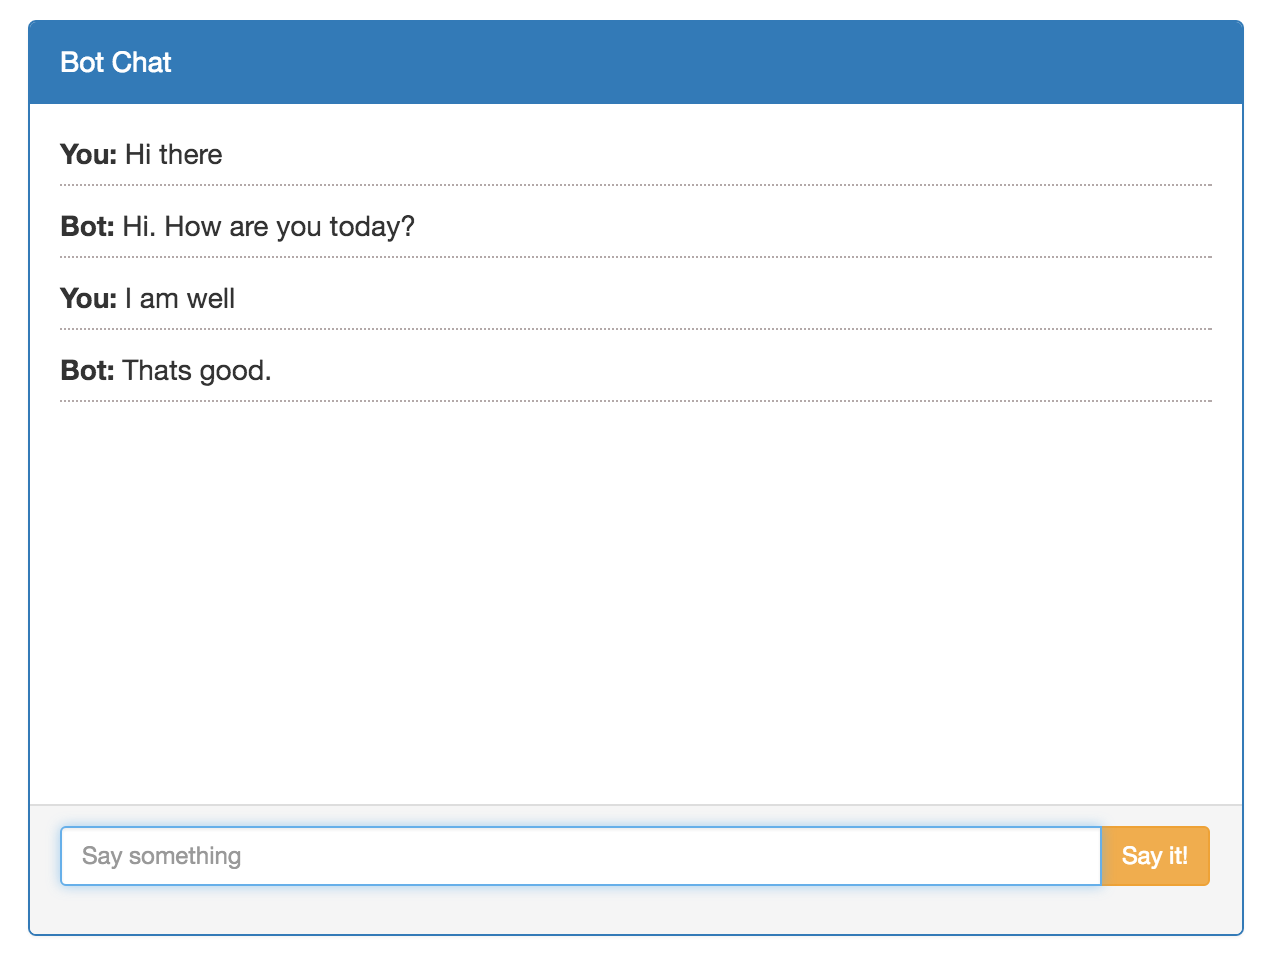 Bot Chat
You: Hi there
Bot: Hi. How are you today?
You: I am well
Bot: Thats good.
Say something
Say it!